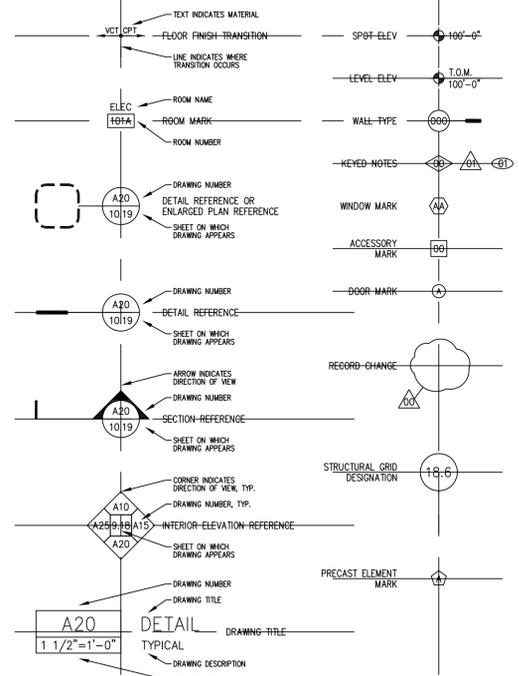 TEXT INDICATES MATERIAL
VCT CPT
FLOOR FINISH TRANSITION
LINE INDICATES WHERE
TRANSITION OCCURS
ROOM NAME
ELEC
101A
ROOM MARK
ROOM NUMBER
DRAWING NUMBER
A20
10.19
DETAIL REFERENCE OR
ENLARGED PLAN REFERENCE
SHEET ON WHICH
DRAWING APPEARS
DRAWING NUMBER
A20
10.19
DETAIL REFERENCE
SHEET ON WHICH
DRAWING APPEARS
ARROW INDICATES
DIRECTION OF VIEW
DRAWING NUMBER
A20
10.19
SECTION REFERENCE
SHEET ON WHICH
DRAWING APPEARS
CORNER INDICATES
DIRECTION OF VIEW, TYP.
A10
DRAWING NUMBER, TYP.
A25 9.18 A15
INTERIOR ELEVATION REFERENCE
A20
SHEET ON WHICH
DRAWING APPEARS
DRAWING NUMBER
DRAWING TITLE
A20
DETAIL
DRAWING TITLE
1 1/2"=1'-0"
TYPICAL
DRAWING DESCRIPTION
SPOT ELEV
100'-0"
LEVEL ELEV
T.O.M.
100'-0"
WALL TYPE
000
KEYED NOTES
00
01
01
WINDOW MARK
AA
ACCESSORY
MARK
00
DOOR MARK
A
RECORD CHANGE
00
STRUCTURAL GRID
DESIGNATION
18.6
PRECAST ELEMENT
MARK
A